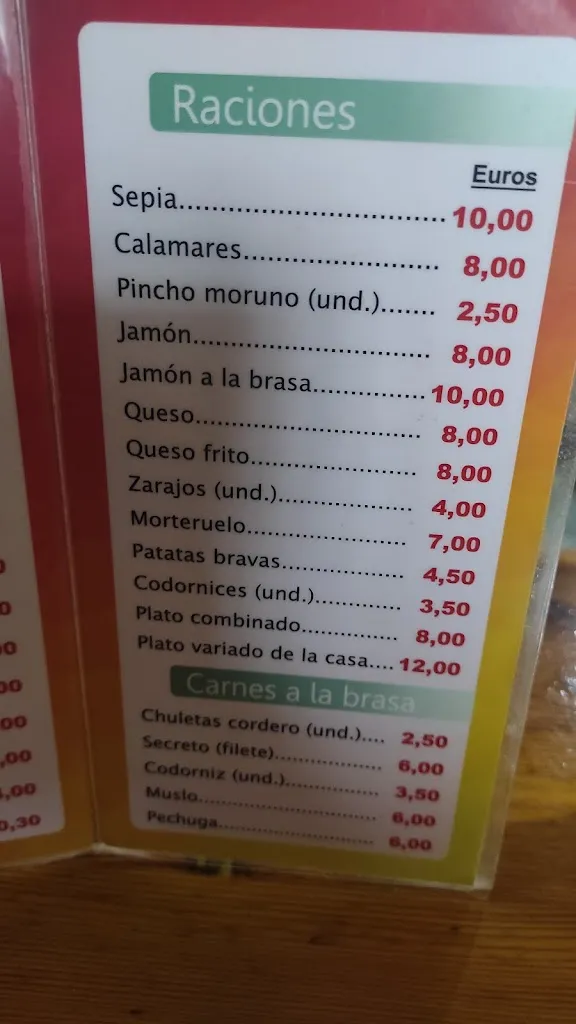 Raciones
Euros
Sepia............................................ 10,00
Calamares................................ 8,00
Pincho moruno (und.)....... 2,50
Jamón....................................... 8,00
Jamón a la brasa.................. 10,00
Queso...................................... 8,00
Queso frito............................ 8,00
Zarajos (und.)....................... 4,00
Morteruelo............................ 7,00
Patatas bravas..................... 4,50
Codornices (und.)................ 3,50
Plato combinado.................. 8,00
Plato variado de la casa.... 12,00
Carnes a la brasa
Chuletas cordero (und.).... 2,50
Secreto (filete)..................... 6,00
Codorniz (und.).................... 3,50
Muslo...................................... 6,00
Pechuga................................. 6,00